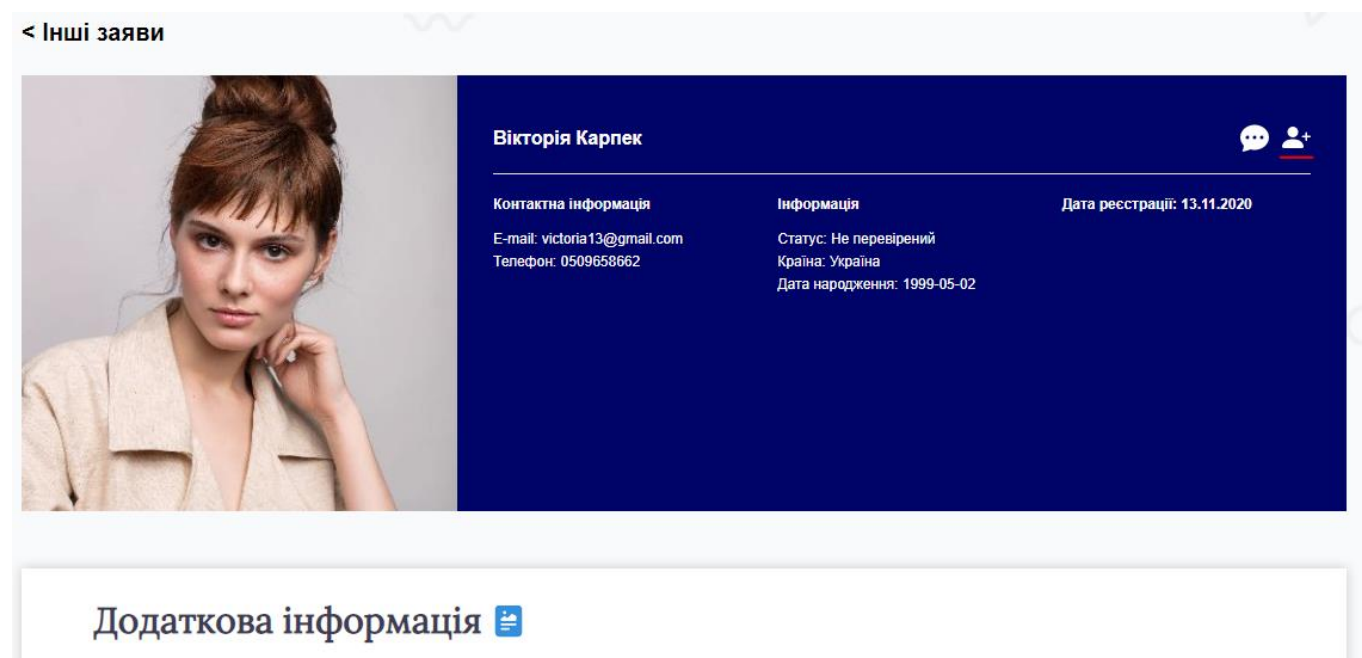 < Інші заяви
Вікторія Карпек
Контактна інформація
E-mail: victoria13@gmail.com
Телефон: 0509658662
Інформація
Статус: Не перевірений
Країна: Україна
Дата народження: 1999-05-02
Дата реєстрації: 13.11.2020
Додаткова інформація